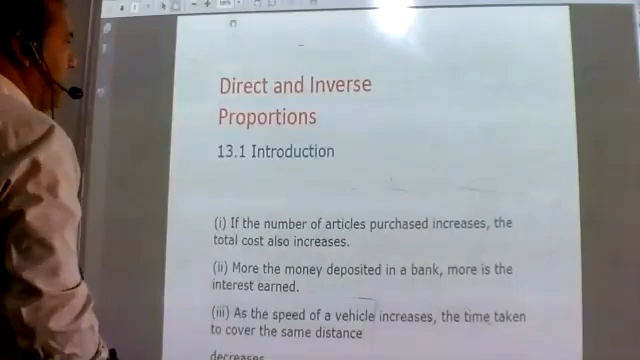 Direct and Inverse
Proportions
13.1 Introduction
(i) If the number of articles purchased increases, the
total cost also increases.
(ii) More the money deposited in a bank, more is the
interest earned.
(iii) As the speed of a vehicle increases, the time taken
to cover the same distance
decreases